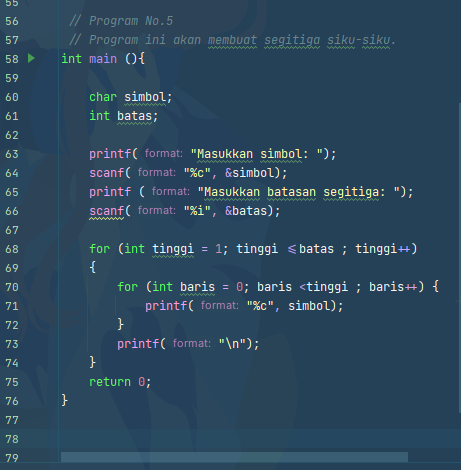 55
56 // Program No.5
57 // Program ini akan membuat segitiga siku-siku.
58 int main (){
59
60 char simbol;
61 int batas;
62
63 printf( format: "Masukkan simbol: ");
64 scanf( format: "%c", &simbol);
65 printf ( format: "Masukkan batasan segitiga: ");
66 scanf( format: "%i", &batas);
67
68 for (int tinggi = 1; tinggi <=batas ; tinggi++)
69 {
70 for (int baris = 0; baris <tinggi ; baris++) {
71 printf( format: "%c", simbol);
72 }
73 printf( format: "\n");
74 }
75 return 0;
76 }
77
78
79